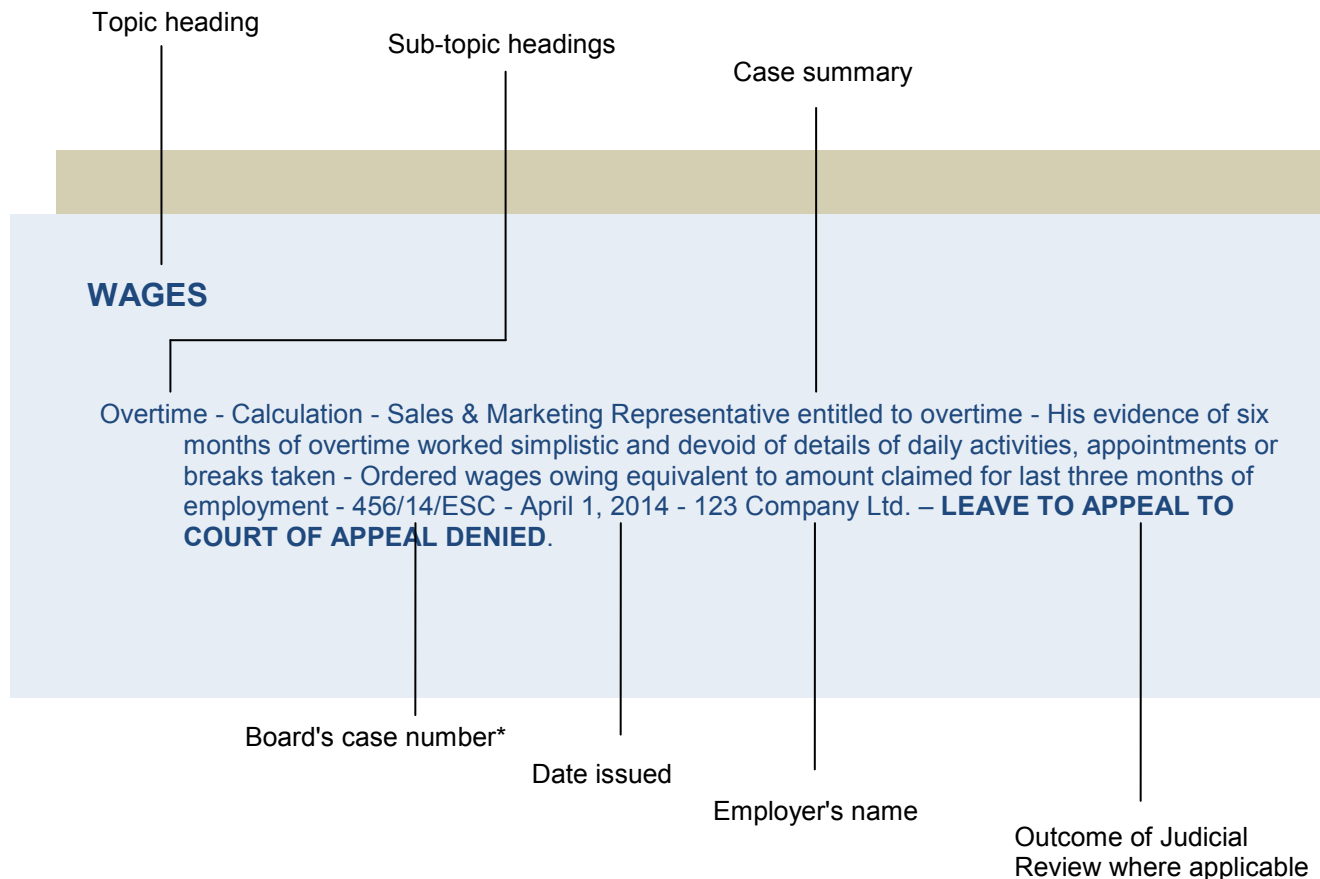 Topic heading
Sub-topic headings
Case summary
WAGES
Overtime - Calculation - Sales & Marketing Representative entitled to overtime - His evidence of six
months of overtime worked simplistic and devoid of details of daily activities, appointments or
breaks taken - Ordered wages owing equivalent to amount claimed for last three months of
employment - 456/14/ESC - April 1, 2014 - 123 Company Ltd. – LEAVE TO APPEAL TO
COURT OF APPEAL DENIED.
Board's case number*
Date issued
Employer's name
Outcome of Judicial
Review where applicable